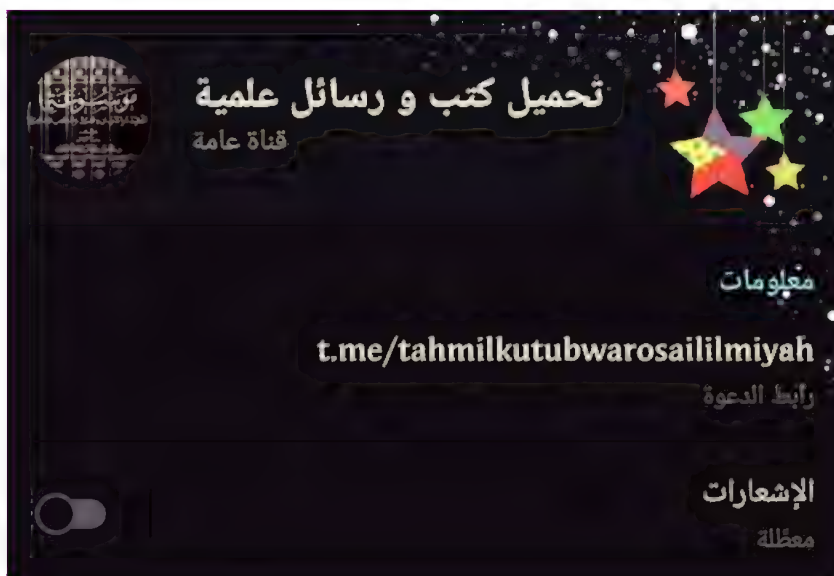 تحميل كتب و رسائل علمية
قناة عامة
معلومات
t.me/tahmilkutubwarosaililmiyah
رابط الدعوة
الإشعارات
معطلة